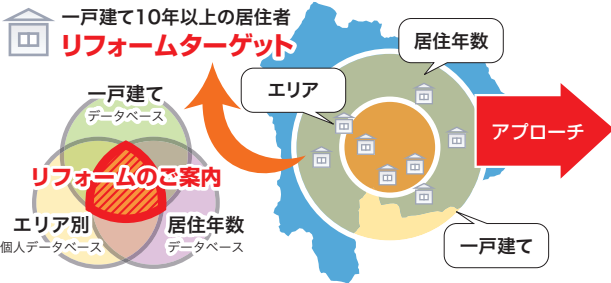 一戸建て10年以上の居住者
リフォームターゲット
居住年数
エリア
アプローチ
一戸建て
一戸建て
データベース
リフォームのご案内
エリア別
個人データベース
居住年数
データベース